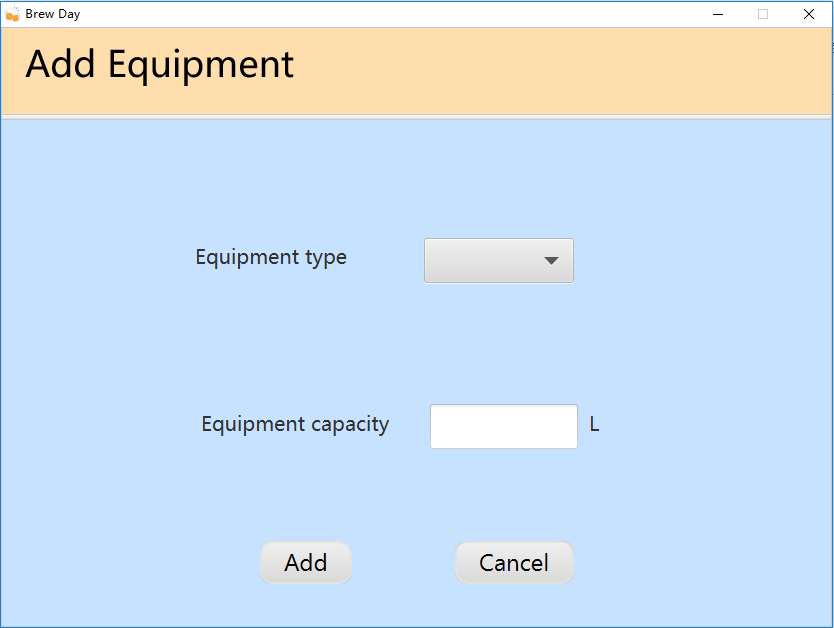 Brew Day
Add Equipment
Equipment type
Equipment capacity L
Add Cancel